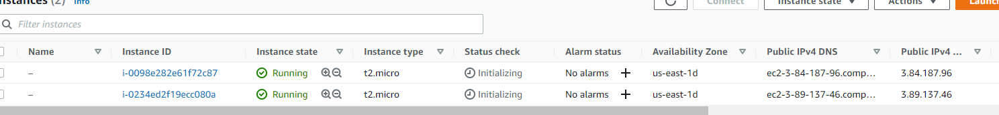 Instances (2) Info Connect Instance state Actions Launc
Filter instances
Name Instance ID Instance state Instance type Status check Alarm status Availability Zone Public IPv4 DNS Public IPv4 ...
– i-0098e282e61f72c87 Running t2.micro Initializing No alarms + us-east-1d ec2-3-84-187-96.comp... 3.84.187.96
– i-0234ed2f19ecc080a Running t2.micro Initializing No alarms + us-east-1d ec2-3-89-137-46.comp... 3.89.137.46